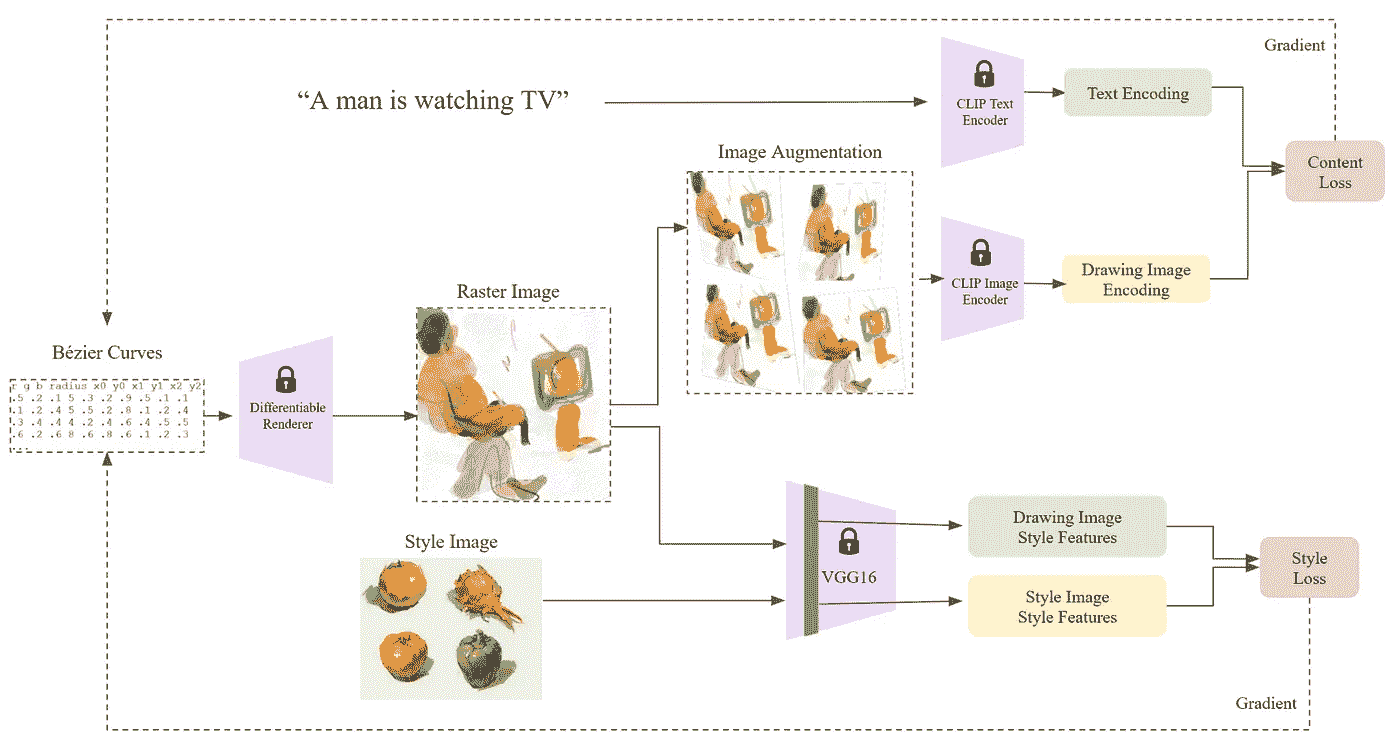 Gradient
“A man is watching TV”
CLIP Text
Encoder
Text Encoding
Content
Loss
Image Augmentation
CLIP Image
Encoder
Drawing Image
Encoding
Raster Image
Bézier Curves
r g b radius x0 y0 x1 y1 x2 y2
.5 .2 .1 5 .3 .2 .9 .5 .1 .1
.1 .2 .4 5 .5 .2 .8 .1 .2 .4
.3 .4 .4 4 .2 .4 .6 .4 .5 .5
.6 .2 .6 8 .6 .8 .6 .1 .2 .3
...
Differentiable
Renderer
Style Image
VGG16
Drawing Image
Style Features
Style Image
Style Features
Style
Loss
Gradient